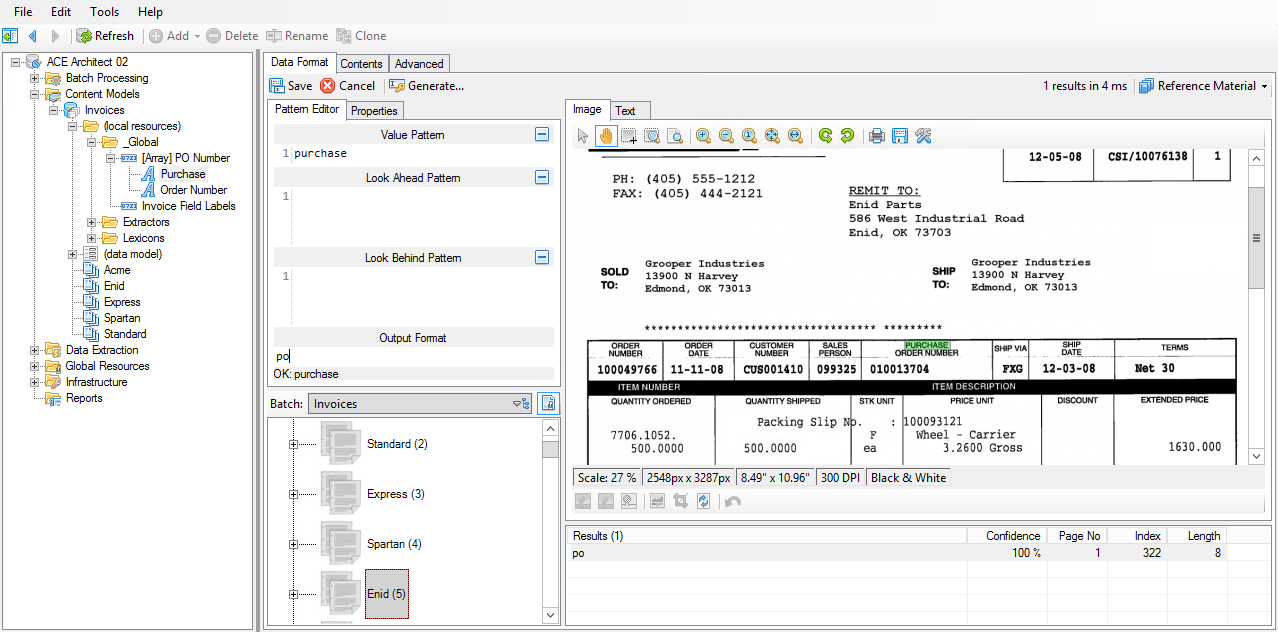 File Edit Tools Help
Refresh Add Delete Rename Clone
ACE Architect 02
Batch Processing
Content Models
Invoices
(local resources)
_Global
[Array] PO Number
Purchase
Order Number
Invoice Field Labels
Extractors
Lexicons
(data model)
Acme
Enid
Express
Spartan
Standard
Data Extraction
Global Resources
Infrastructure
Reports
Data Format Contents Advanced
Save Cancel Generate... 1 results in 4 ms Reference Material
Pattern Editor Properties
Value Pattern
1 purchase
Look Ahead Pattern
1
Look Behind Pattern
1
Output Format
po
OK: purchase
Batch: Invoices
Standard (2)
Express (3)
Spartan (4)
Enid (5)
Image Text
12-05-08 CSI/10076138 1
PH: (405) 555-1212
FAX: (405) 444-2121
REMIT TO:
Enid Parts
586 West Industrial Road
Enid, OK 73703
SOLD TO:
Grooper Industries
13900 N Harvey
Edmond, OK 73013
SHIP TO:
Grooper Industries
13900 N Harvey
Edmond, OK 73013
*********************************** *********
ORDER NUMBER ORDER DATE CUSTOMER NUMBER SALES PERSON PURCHASE ORDER NUMBER SHIP VIA SHIP DATE TERMS
100049766 11-11-08 CUS001410 099325 010013704 FXG 12-03-08 Net 30
ITEM NUMBER ITEM DESCRIPTION
QUANTITY ORDERED QUANTITY SHIPPED STK UNIT PRICE UNIT DISCOUNT EXTENDED PRICE
Packing Slip No. : 100093121
7706.1052. F Wheel - Carrier
500.0000 500.0000 ea 3.2600 Gross 1630.000
Scale: 27 % 2548px x 3287px 8.49" x 10.96" 300 DPI Black & White
Results (1) Confidence Page No Index Length
po 100 % 1 322 8